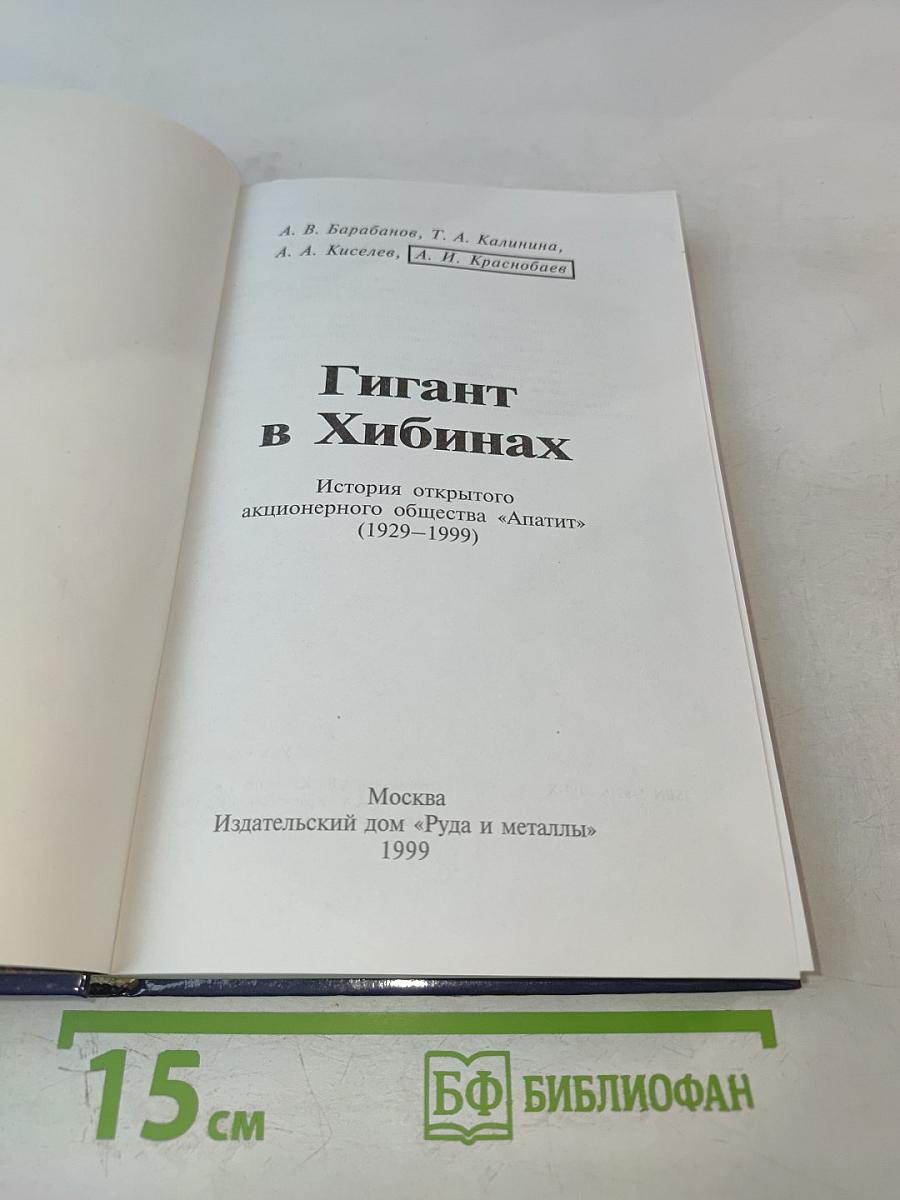 А. В. Барабанов, Т. А. Калинина,
А. А. Киселев, А. И. Краснобаев
Гигант
в Хибинах
История открытого
акционерного общества «Апатит»
(1929—1999)
Москва
Издательский дом «Руда и металлы»
1999
15 см
БФ БИБЛИОФАН